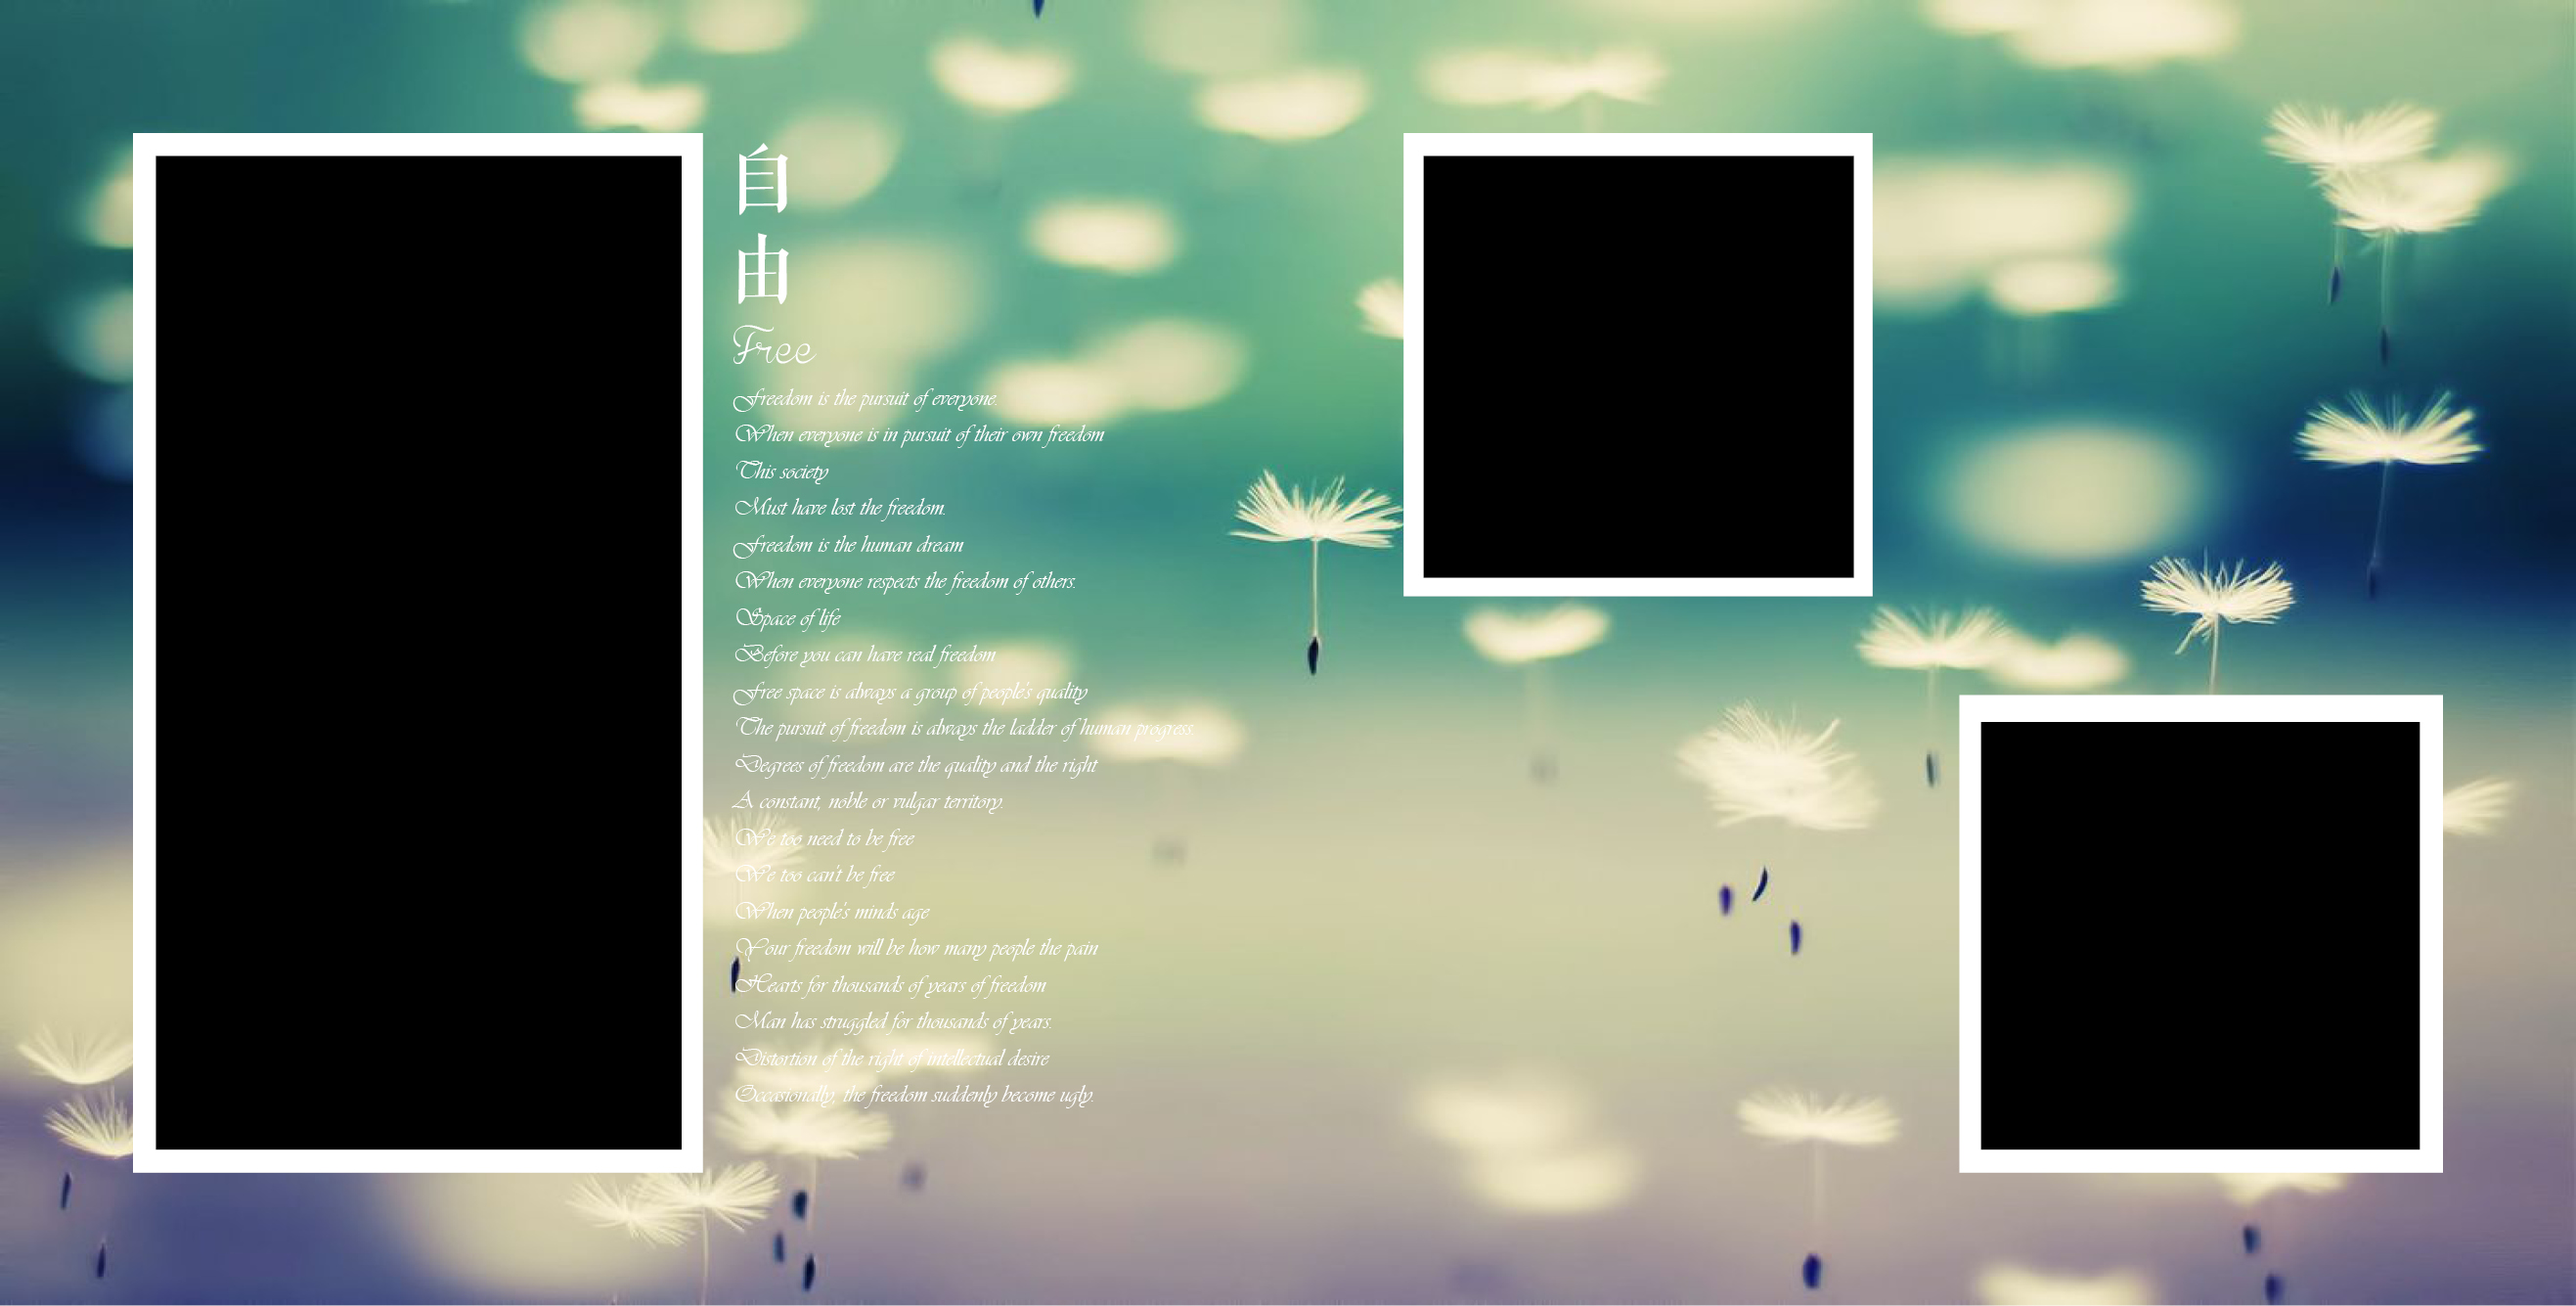 自
由
Free
Freedom is the pursuit of everyone.
When everyone is in pursuit of their own freedom
This society
Must have lost the freedom.
Freedom is the human dream
When everyone respects the freedom of others.
Space of life
Before you can have real freedom
Free space is always a group of people's quality
The pursuit of freedom is always the ladder of human progress.
Degrees of freedom are the quality and the right
A constant, noble or vulgar territory.
We too need to be free
We too can't be free
When people's minds age
Your freedom will be how many people the pain
Hearts for thousands of years of freedom
Man has struggled for thousands of years.
Distortion of the right of intellectual desire
Occasionally, the freedom suddenly become ugly.